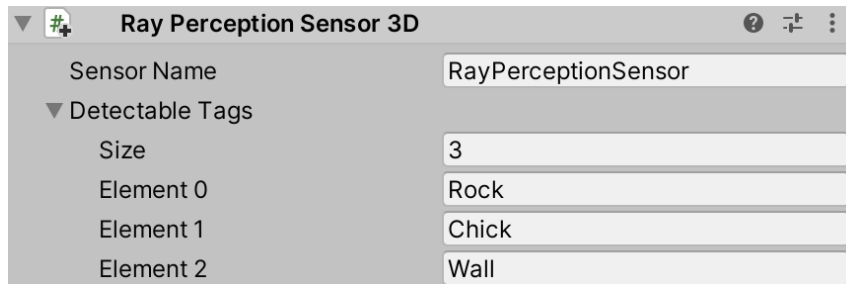 Ray Perception Sensor 3D
Sensor Name RayPerceptionSensor
Detectable Tags
Size 3
Element 0 Rock
Element 1 Chick
Element 2 Wall